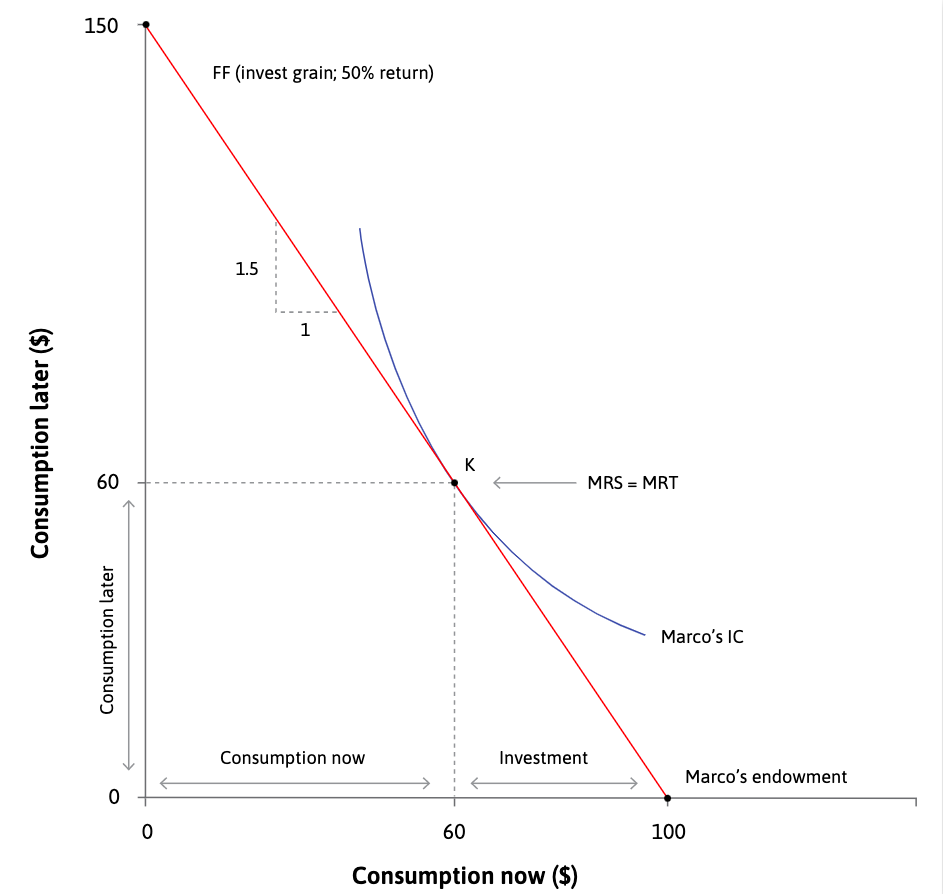 150
FF (invest grain; 50% return)
1.5
1
K
60
MRS = MRT
Consumption later ($)
Consumption later
Marco’s IC
Consumption now
Investment
Marco’s endowment
0
0
60
100
Consumption now ($)